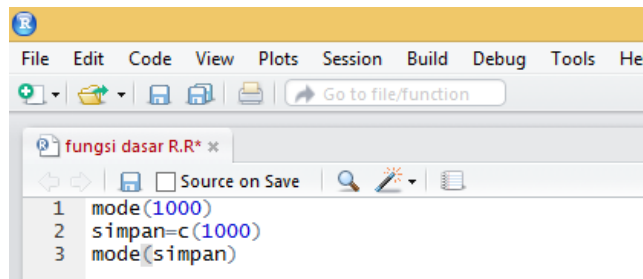 R
File Edit Code View Plots Session Build Debug Tools He
Go to file/function
fungsi dasar R.R* ×
Source on Save
1 mode(1000)
2 simpan=c(1000)
3 mode(simpan)